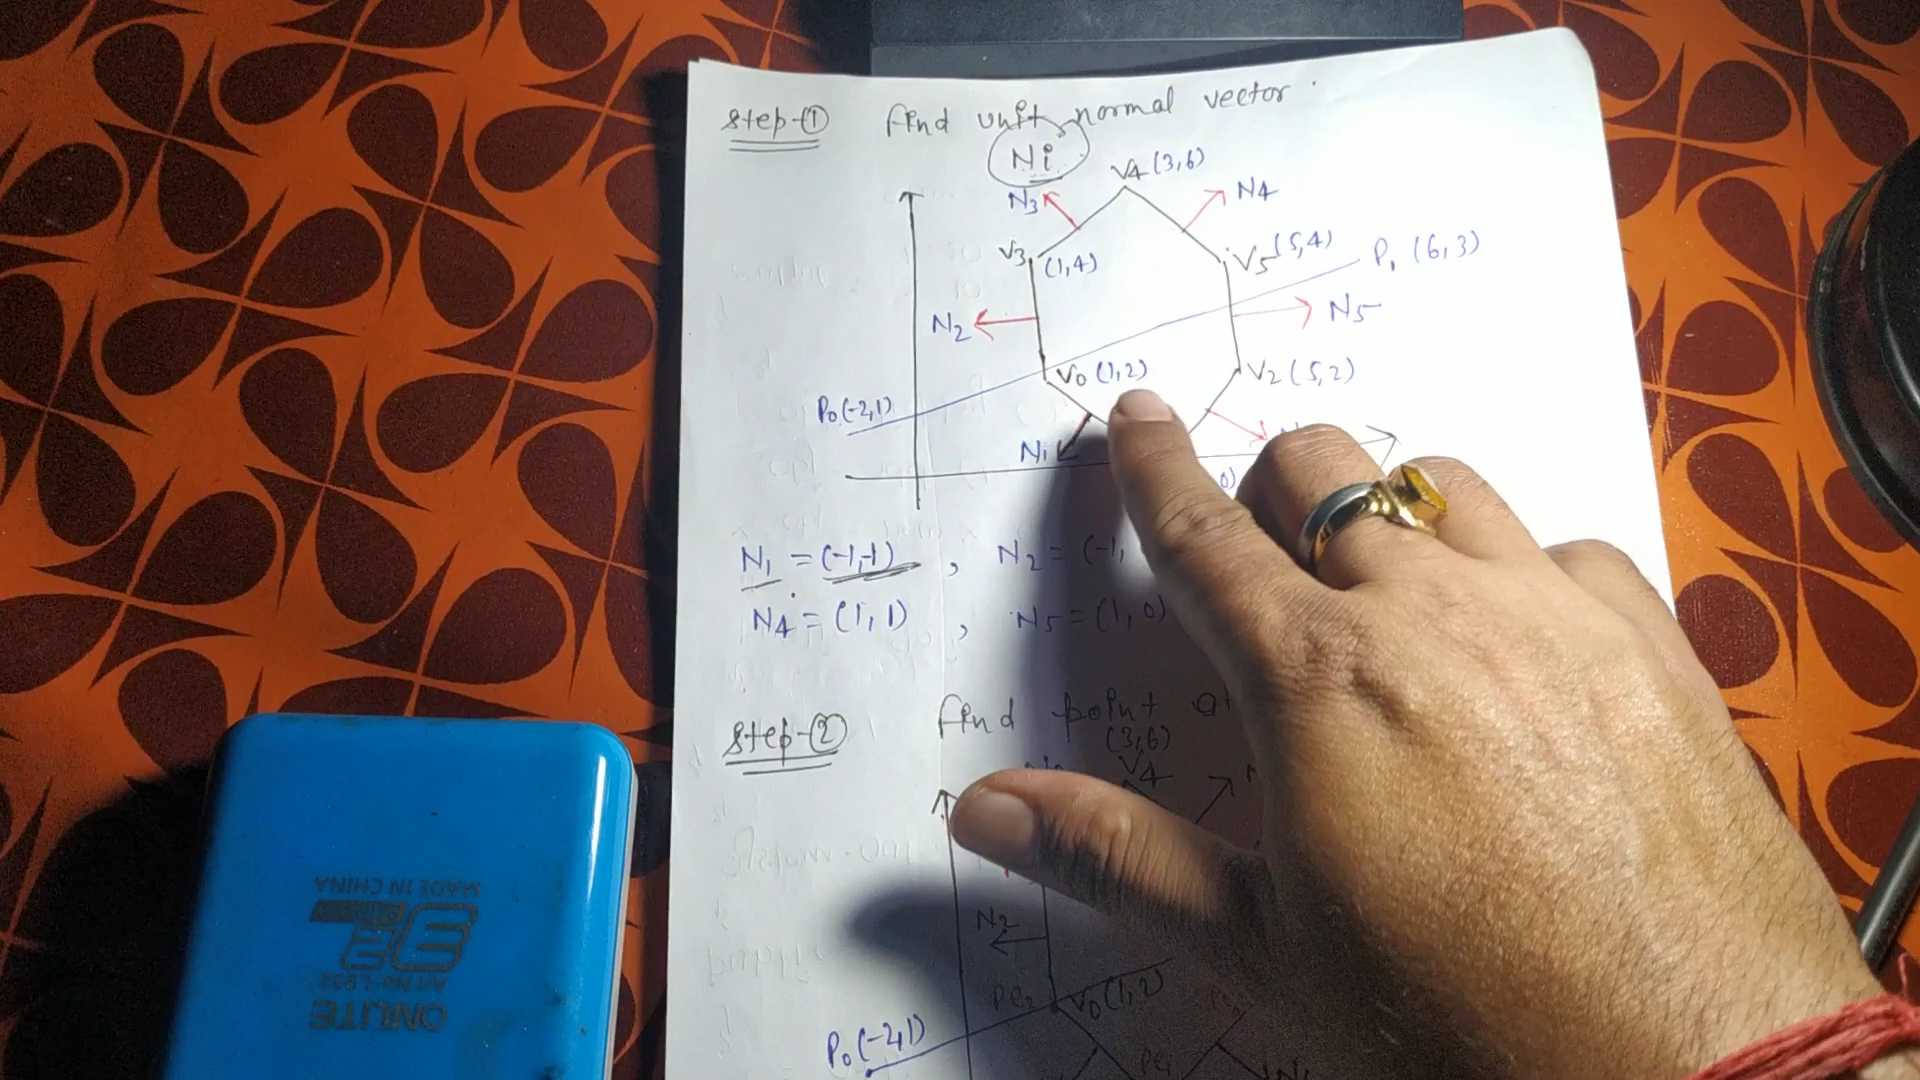 Step-① Find unit normal vector
Ni
V4 (3,6)
N3
N4
V3
(1,4)
V5 (5,4)
P1 (6,3)
N2
N5
V0 (1,2)
V2 (5,2)
P0 (-2,1)
N1
0)
N1 = (-1,-1) , N2 = (-1,
N4 = (1,1) , N5 = (1,0)
Step-② Find point at
(3,6)
V4
N2
V0 (1,2)
P0 (-2,1)
MADE IN CHINA
ONLITE